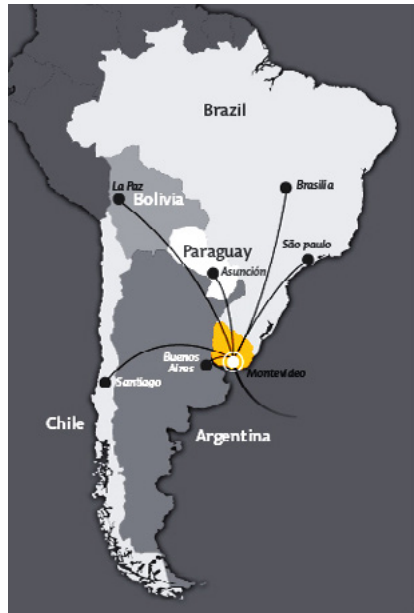 Brazil
La Paz
Brasilia
Bolivia
São paulo
Paraguay
Asunción
Buenos
Aires
Montevideo
Santiago
Chile
Argentina